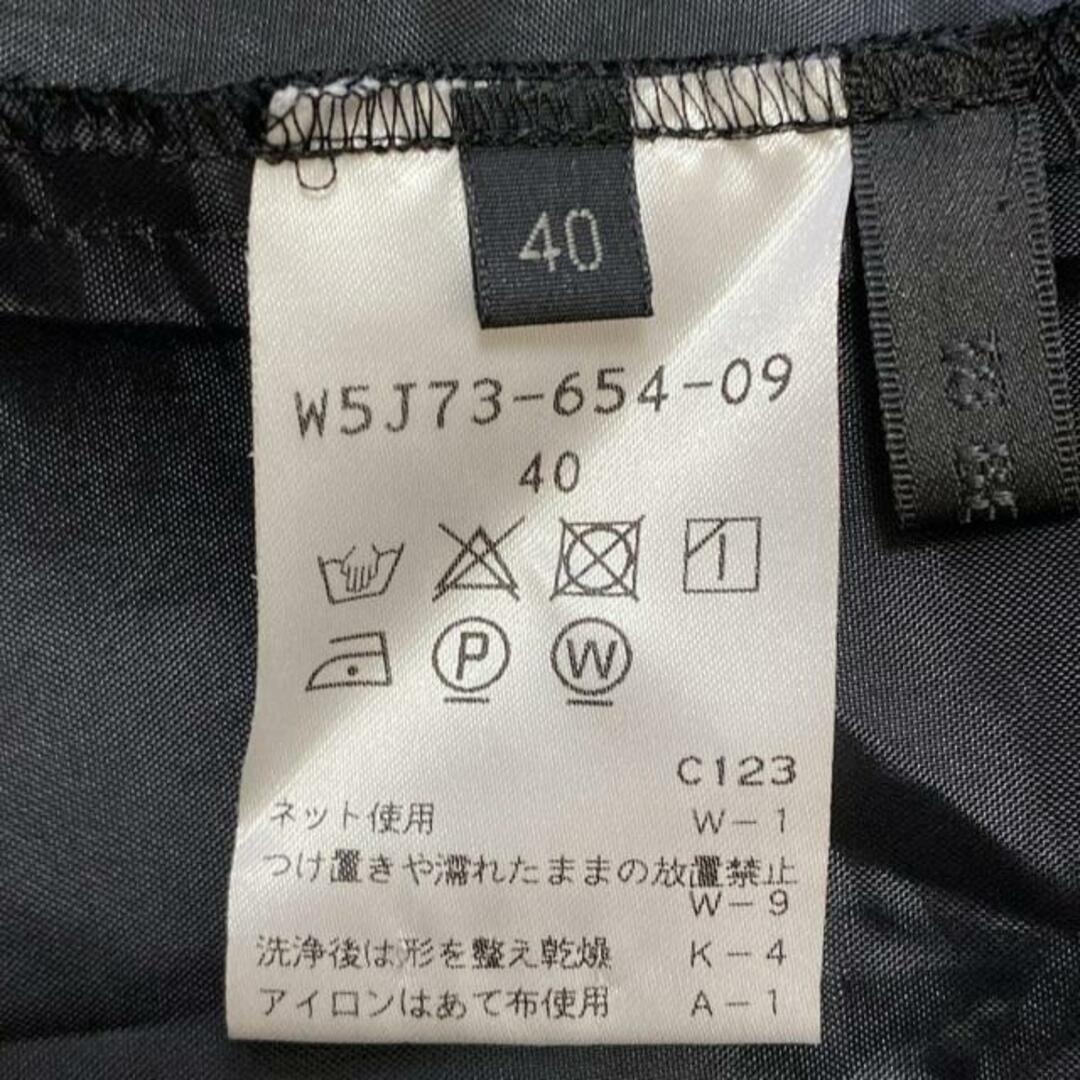 40
W5J73-654-09
40
P W
C123
ネット使用 W-1
つけ置きや濡れたままの放置禁止
W-9
洗浄後は形を整え乾燥 K-4
アイロンはあて布使用 A-1